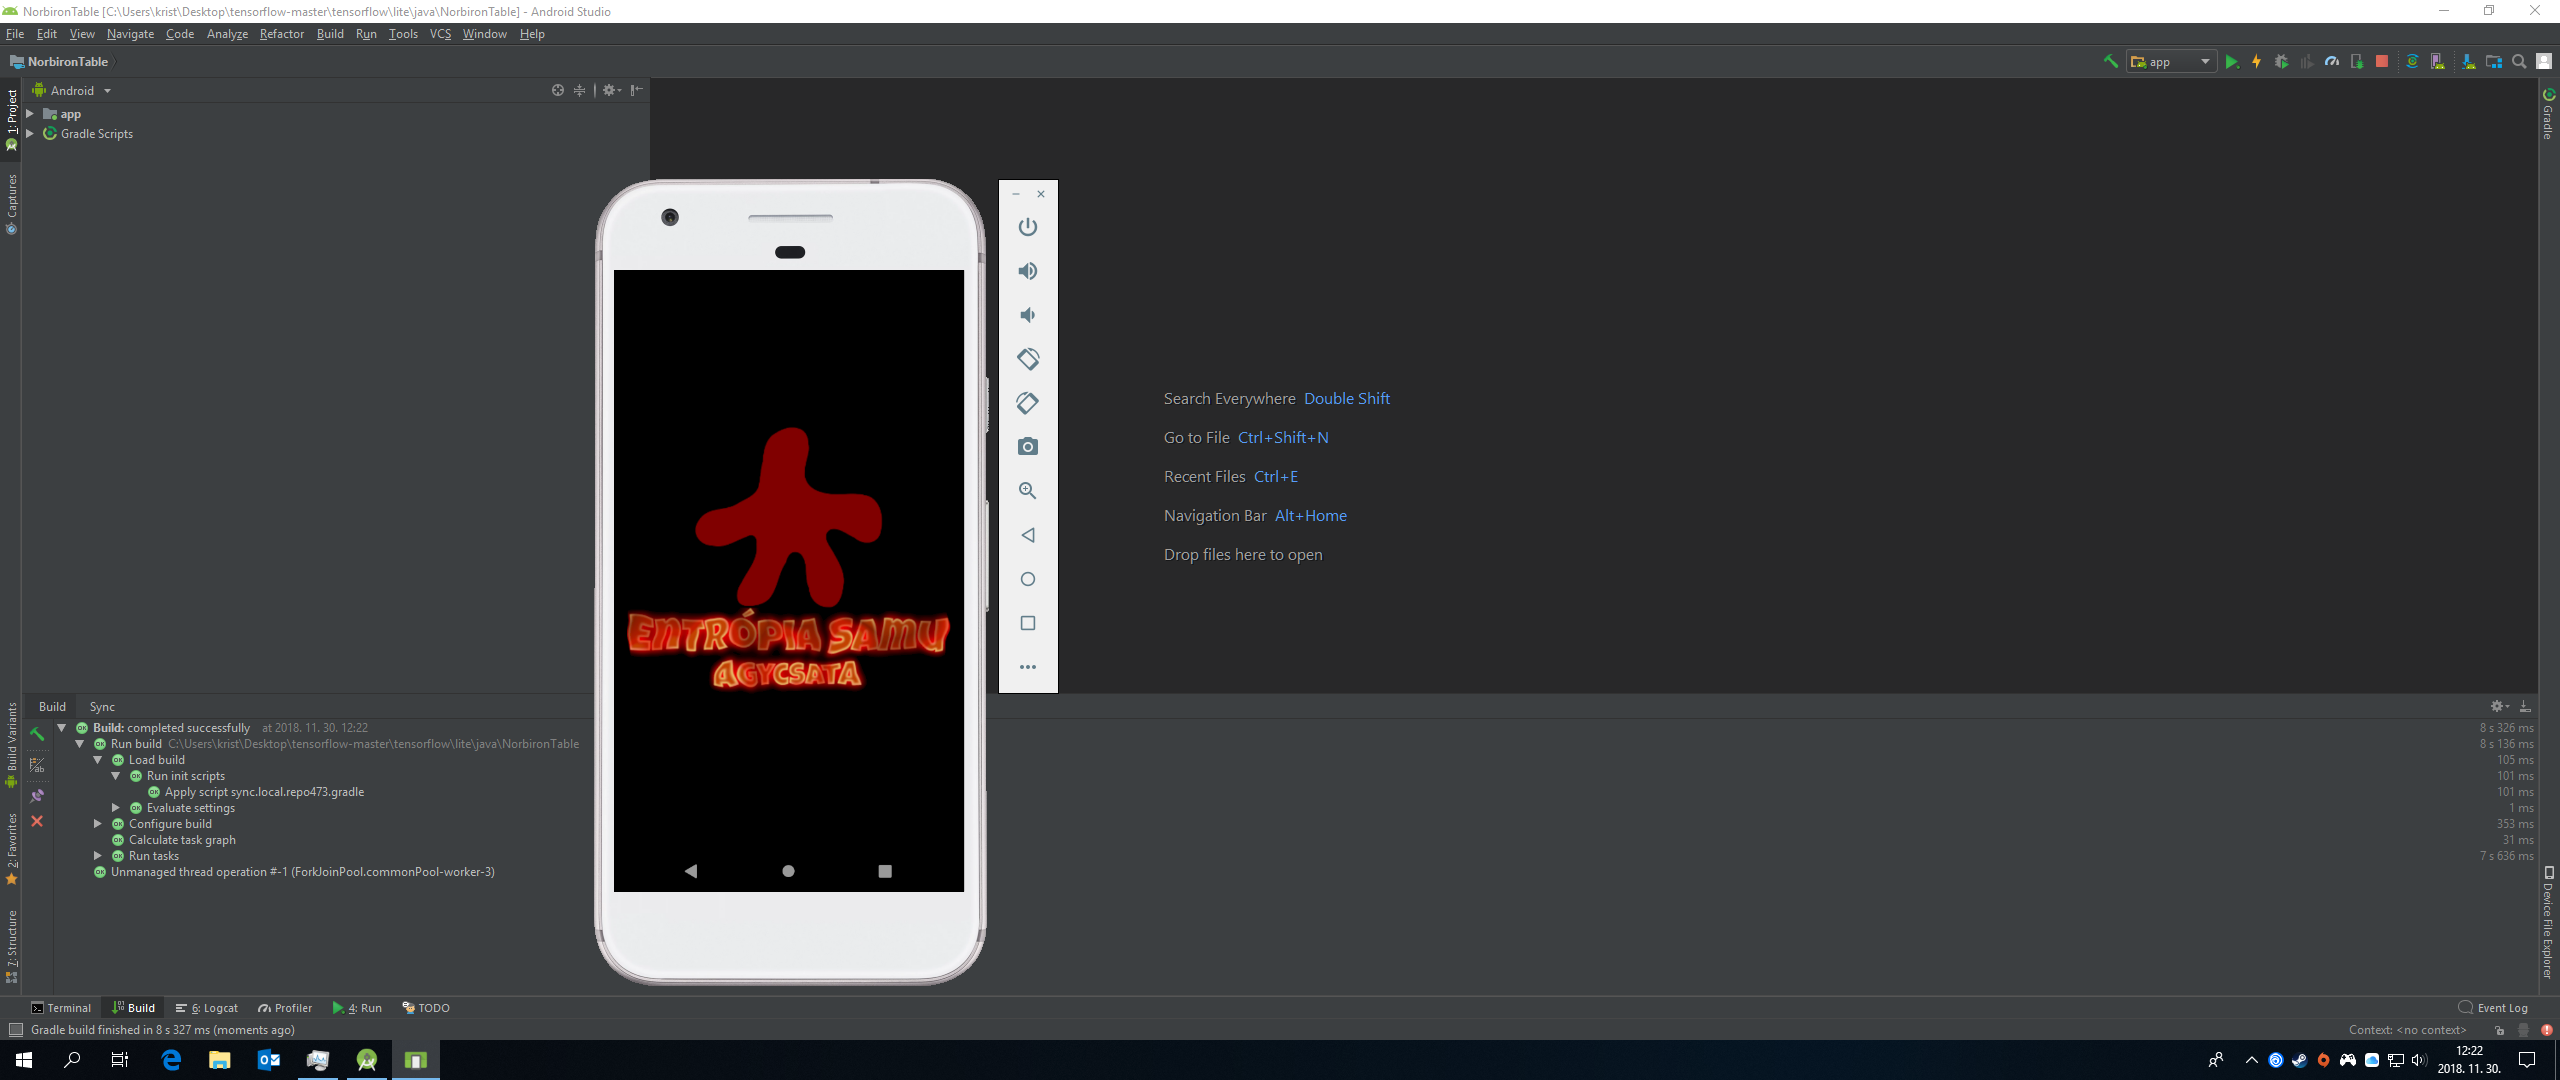 NorbironTable [C:\Users\krist\Desktop\tensorflow-master\tensorflow\lite\java\NorbironTable] - Android Studio
File Edit View Navigate Code Analyze Refactor Build Run Tools VCS Window Help
NorbironTable
app
Android
app
Gradle Scripts
1: Project
Captures
Build Variants
2: Favorites
7: Structure
Gradle
Device File Explorer
Search Everywhere Double Shift
Go to File Ctrl+Shift+N
Recent Files Ctrl+E
Navigation Bar Alt+Home
Drop files here to open
ENTRÓPIA SAMU
AGYCSATA
Build Sync
Build: completed successfully at 2018. 11. 30. 12:22 8 s 326 ms
Run build C:\Users\krist\Desktop\tensorflow-master\tensorflow\lite\java\NorbironTable 8 s 136 ms
Load build 105 ms
Run init scripts 101 ms
Apply script sync.local.repo473.gradle 101 ms
Evaluate settings 1 ms
Configure build 353 ms
Calculate task graph 31 ms
Run tasks 7 s 636 ms
Unmanaged thread operation #-1 (ForkJoinPool.commonPool-worker-3)
Terminal Build 6: Logcat Profiler 4: Run TODO Event Log
Gradle build finished in 8 s 327 ms (moments ago) Context: <no context>
12:22
2018. 11. 30.